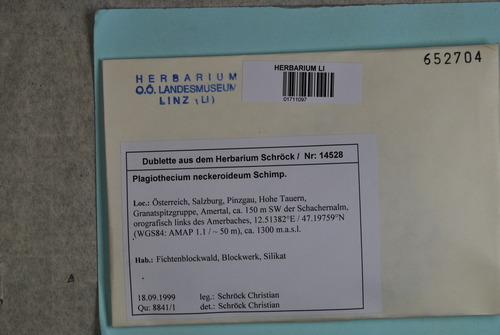 652704
HERBARIUM
O.Ö. LANDESMUSEUM
LINZ (LI)
HERBARIUM LI
01711097
Dublette aus dem Herbarium Schröck / Nr: 14528
Plagiothecium neckeroideum Schimp.
Loc.: Österreich, Salzburg, Pinzgau, Hohe Tauern,
Granatspitzgruppe, Amertal, ca. 150 m SW der Schachernalm,
orografisch links des Amerbaches, 12.51382°E / 47.19759°N
(WGS84: AMAP 1.1 / ~ 50 m), ca. 1300 m.a.s.l.
Hab.: Fichtenblockwald, Blockwerk, Silikat
18.09.1999 leg.: Schröck Christian
Qu: 8841/1 det.: Schröck Christian